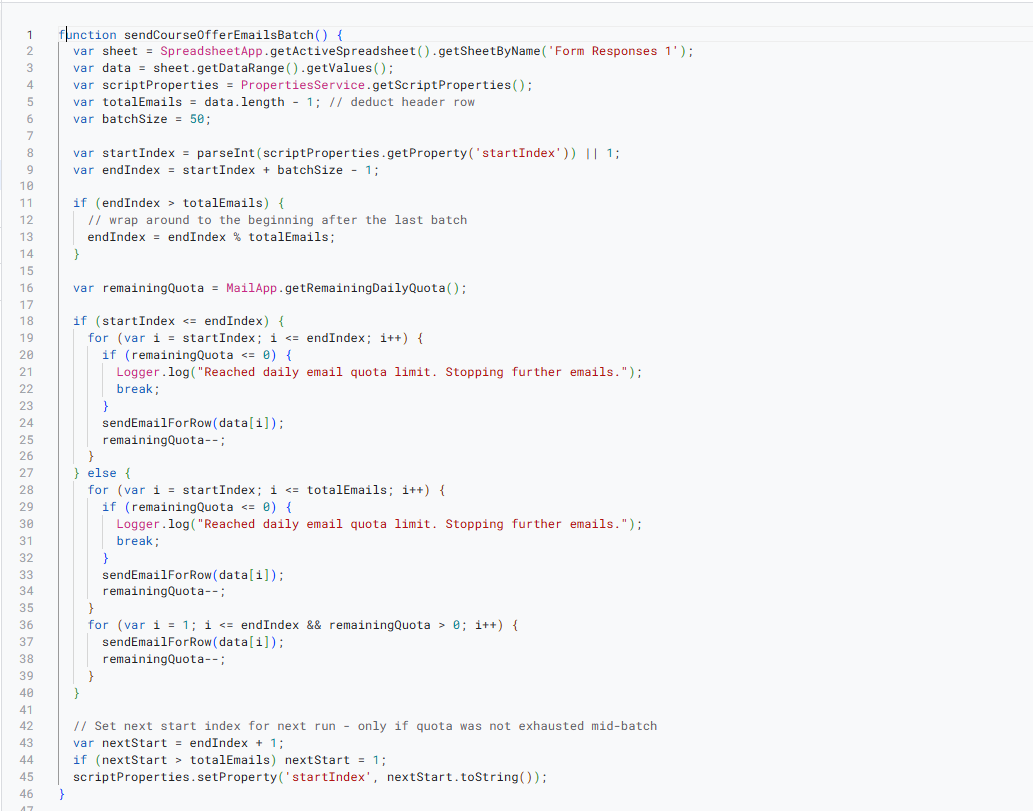 1 function sendCourseOfferEmailsBatch() {
2 var sheet = SpreadsheetApp.getActiveSpreadsheet().getSheetByName('Form Responses 1');
3 var data = sheet.getDataRange().getValues();
4 var scriptProperties = PropertiesService.getScriptProperties();
5 var totalEmails = data.length - 1; // deduct header row
6 var batchSize = 50;
7
8 var startIndex = parseInt(scriptProperties.getProperty('startIndex')) || 1;
9 var endIndex = startIndex + batchSize - 1;
10
11 if (endIndex > totalEmails) {
12 // wrap around to the beginning after the last batch
13 endIndex = endIndex % totalEmails;
14 }
15
16 var remainingQuota = MailApp.getRemainingDailyQuota();
17
18 if (startIndex <= endIndex) {
19 for (var i = startIndex; i <= endIndex; i++) {
20 if (remainingQuota <= 0) {
21 Logger.log("Reached daily email quota limit. Stopping further emails.");
22 break;
23 }
24 sendEmailForRow(data[i]);
25 remainingQuota--;
26 }
27 } else {
28 for (var i = startIndex; i <= totalEmails; i++) {
29 if (remainingQuota <= 0) {
30 Logger.log("Reached daily email quota limit. Stopping further emails.");
31 break;
32 }
33 sendEmailForRow(data[i]);
34 remainingQuota--;
35 }
36 for (var i = 1; i <= endIndex && remainingQuota > 0; i++) {
37 sendEmailForRow(data[i]);
38 remainingQuota--;
39 }
40 }
41
42 // Set next start index for next run - only if quota was not exhausted mid-batch
43 var nextStart = endIndex + 1;
44 if (nextStart > totalEmails) nextStart = 1;
45 scriptProperties.setProperty('startIndex', nextStart.toString());
46 }
47